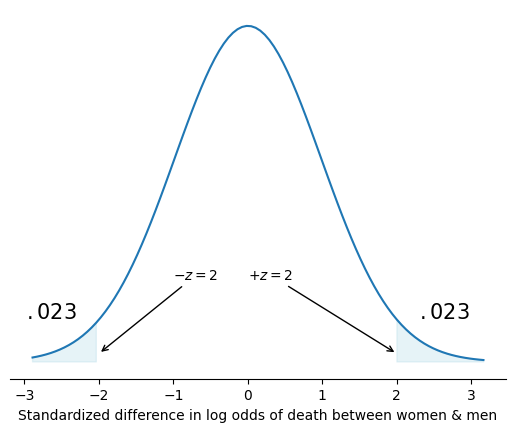 −z = 2 +z = 2
.023 .023
−3 −2 −1 0 1 2 3
Standardized difference in log odds of death between women & men